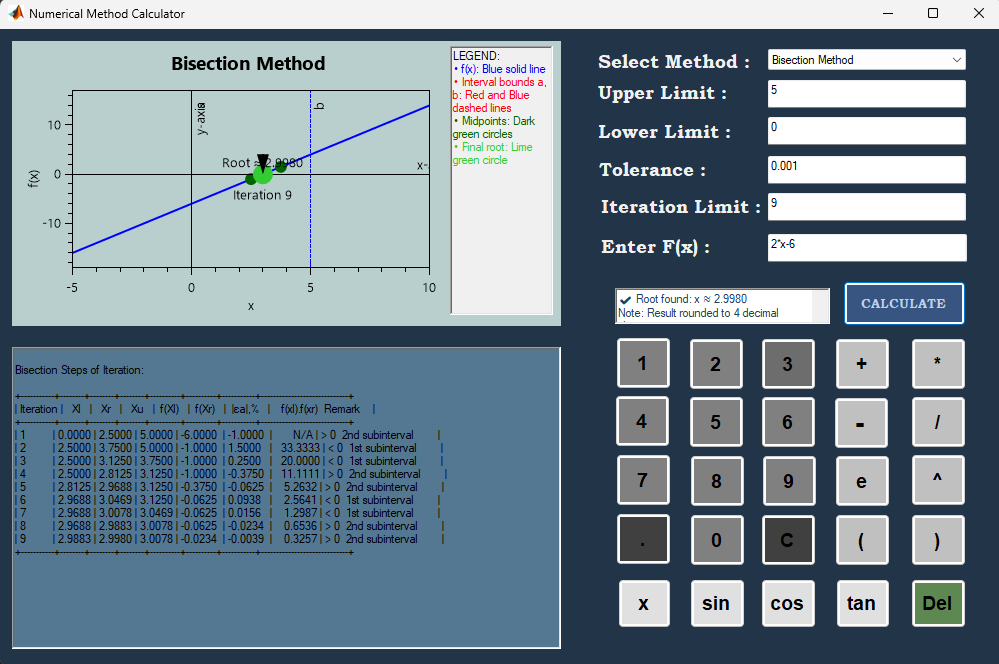 Numerical Method Calculator
Bisection Method
y-axis
a
b
Root ≈ 2.9980
Iteration 9
x-
f(x)
10
0
-10
-5
0
5
10
x
LEGEND:
• f(x): Blue solid line
• Interval bounds a,
b: Red and Blue
dashed lines
• Midpoints: Dark
green circles
• Final root: Lime
green circle
Select Method :
Bisection Method
Upper Limit :
5
Lower Limit :
0
Tolerance :
0.001
Iteration Limit :
9
Enter F(x) :
2*x-6
✔ Root found: x ≈ 2.9980
Note: Result rounded to 4 decimal
CALCULATE
Bisection Steps of Iteration:
| Iteration | Xl | Xr | Xu | f(Xl) | f(Xr) | |εa|,% | f(xl).f(xr) Remark |
| 1 | 0.0000 | 2.5000 | 5.0000 | -6.0000 | -1.0000 | N/A | > 0 2nd subinterval |
| 2 | 2.5000 | 3.7500 | 5.0000 | -1.0000 | 1.5000 | 33.3333 | < 0 1st subinterval |
| 3 | 2.5000 | 3.1250 | 3.7500 | -1.0000 | 0.2500 | 20.0000 | < 0 1st subinterval |
| 4 | 2.5000 | 2.8125 | 3.1250 | -1.0000 | -0.3750 | 11.1111 | > 0 2nd subinterval |
| 5 | 2.8125 | 2.9688 | 3.1250 | -0.3750 | -0.0625 | 5.2632 | > 0 2nd subinterval |
| 6 | 2.9688 | 3.0469 | 3.1250 | -0.0625 | 0.0938 | 2.5641 | < 0 1st subinterval |
| 7 | 2.9688 | 3.0078 | 3.0469 | -0.0625 | 0.0156 | 1.2987 | < 0 1st subinterval |
| 8 | 2.9688 | 2.9883 | 3.0078 | -0.0625 | -0.0234 | 0.6536 | > 0 2nd subinterval |
| 9 | 2.9883 | 2.9980 | 3.0078 | -0.0234 | -0.0039 | 0.3257 | > 0 2nd subinterval |
1 2 3 + *
4 5 6 - /
7 8 9 e ^
. 0 C ( )
x sin cos tan Del